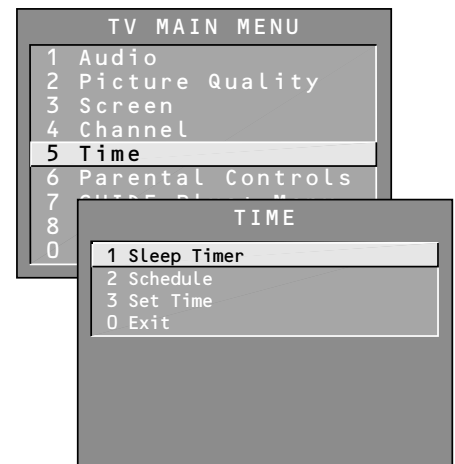 TV MAIN MENU
1 Audio
2 Picture Quality
3 Screen
4 Channel
5 Time
6 Parental Controls
7
8
0
TIME
1 Sleep Timer
2 Schedule
3 Set Time
0 Exit